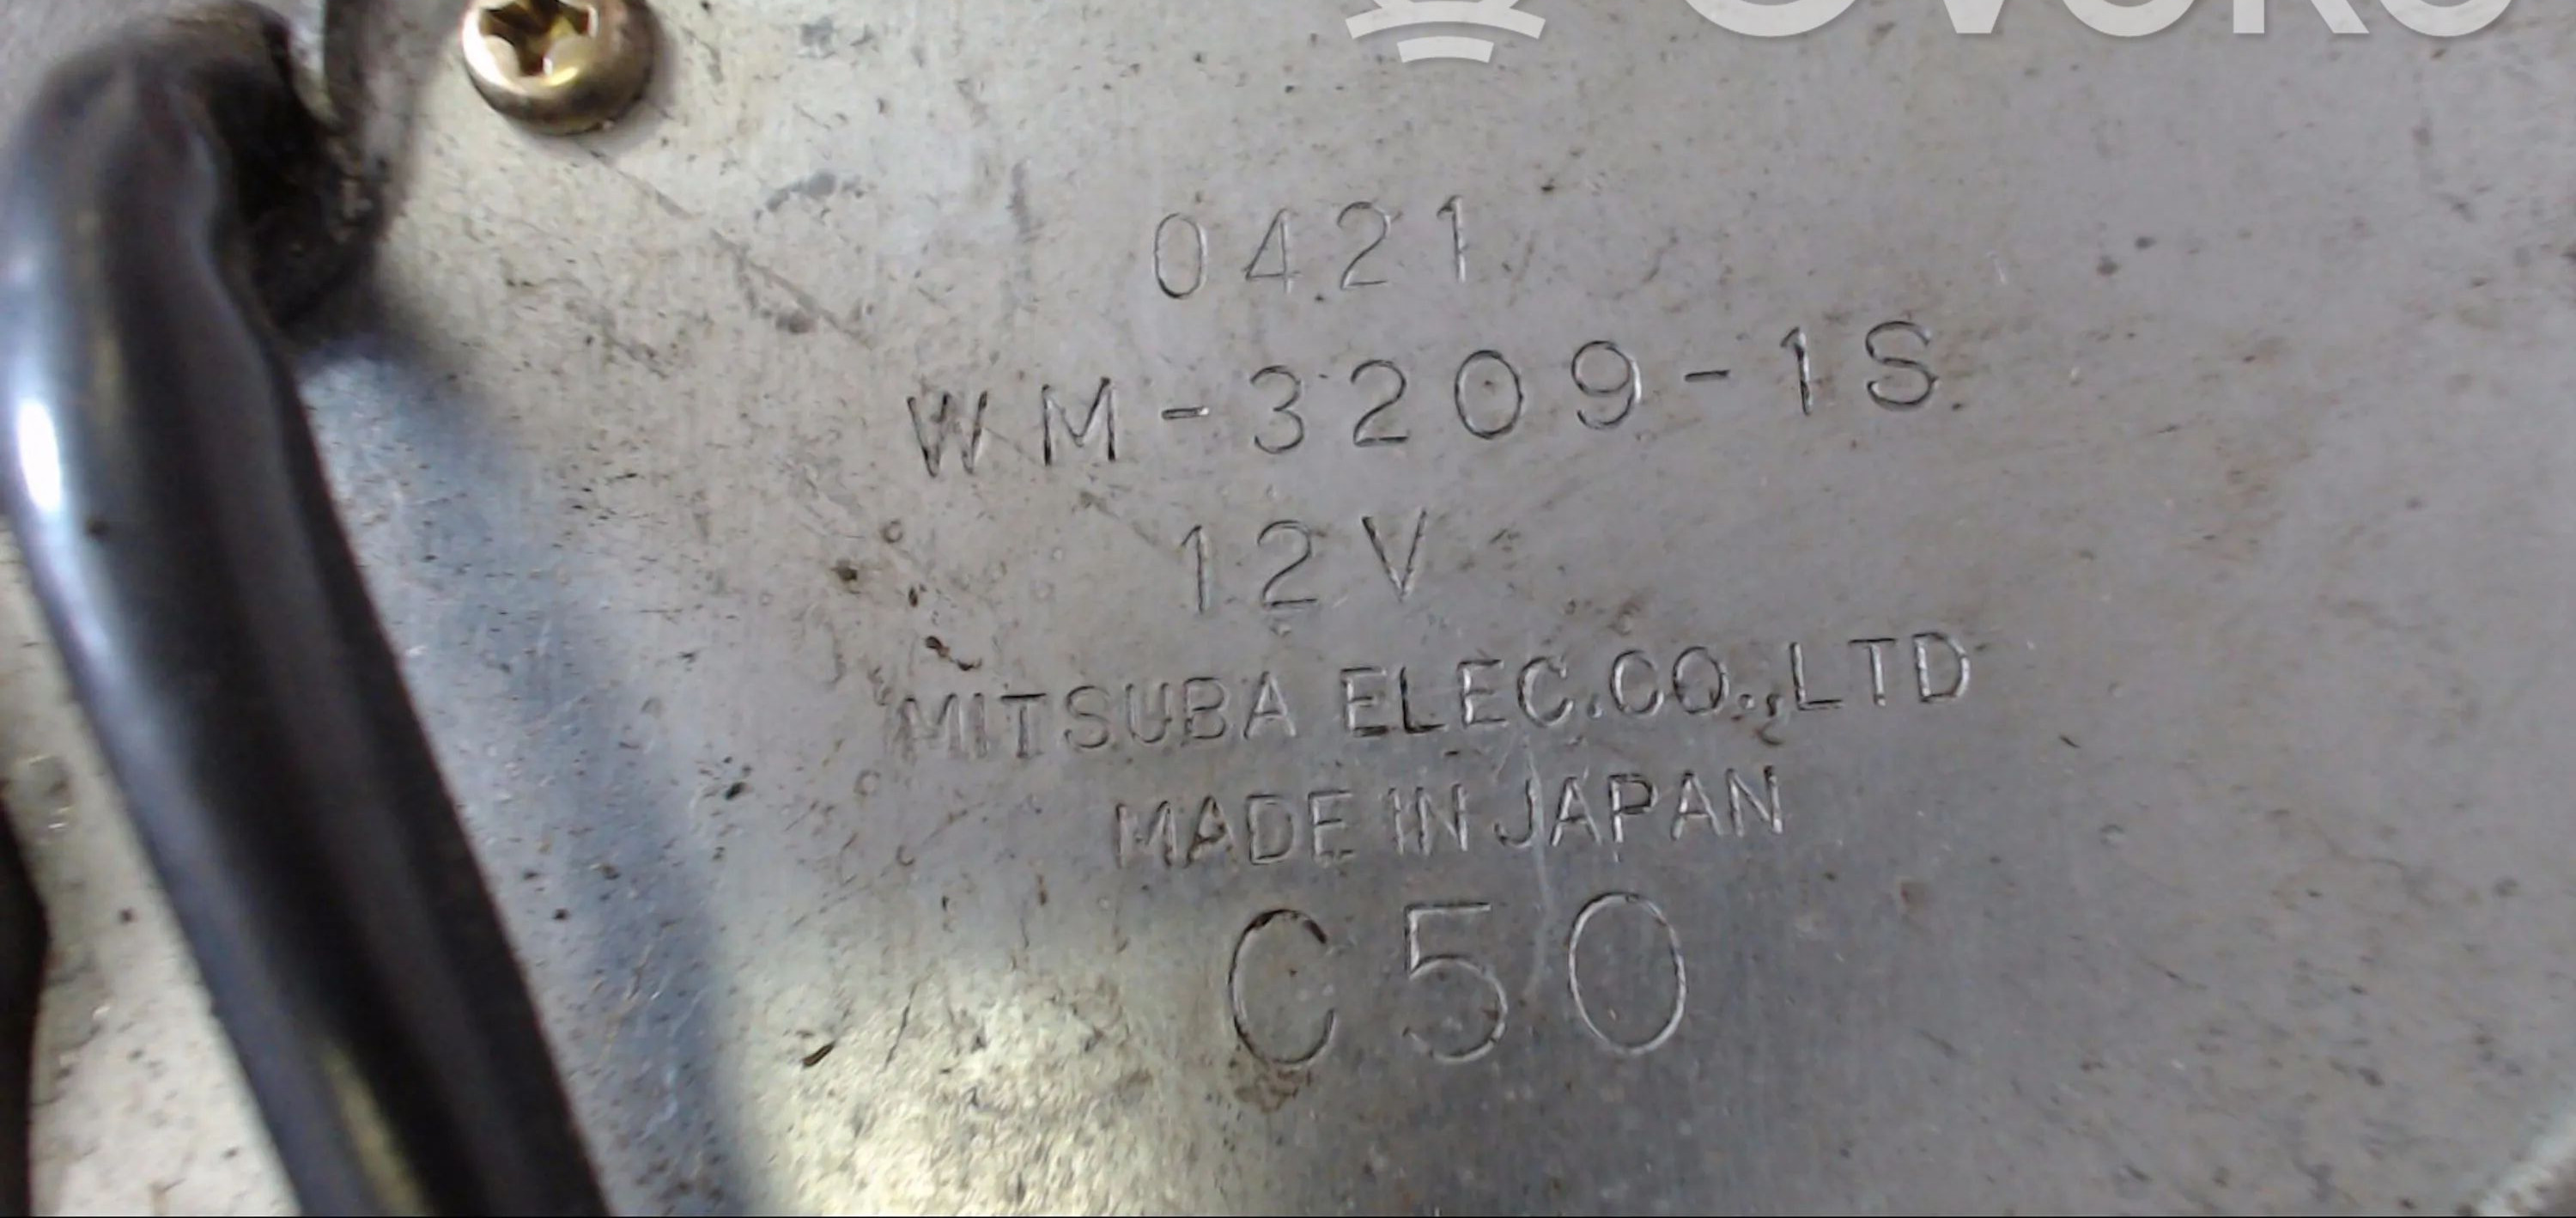 0421
WM-3209-1S
12V
MITSUBA ELEC.CO.,LTD
MADE IN JAPAN
C50